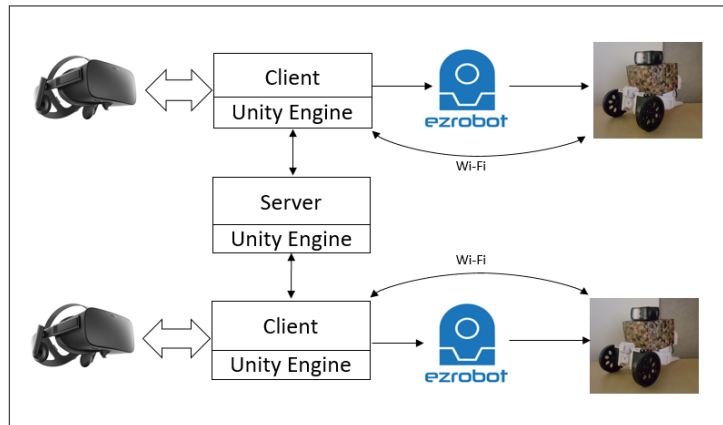 Client
Unity Engine
ezrobot
Wi-Fi
Server
Unity Engine
Wi-Fi
Client
Unity Engine
ezrobot